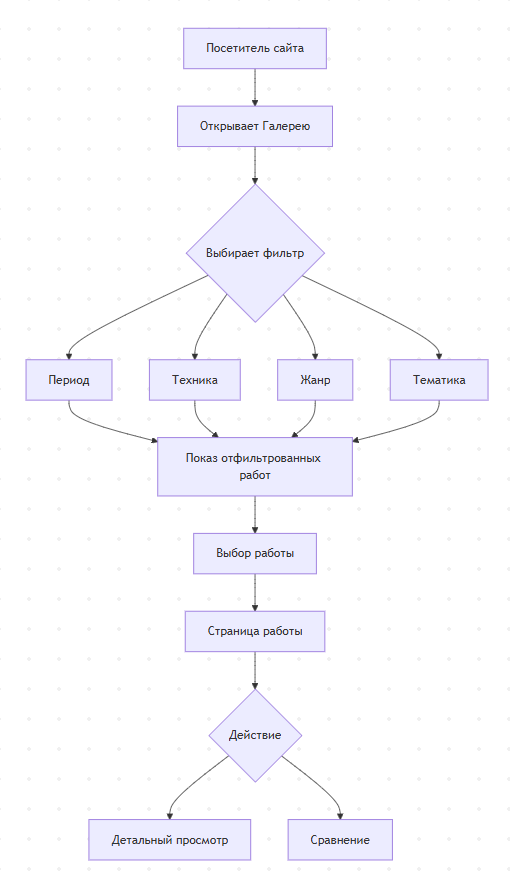 Посетитель сайта
Открывает Галерею
Выбирает фильтр
Период
Техника
Жанр
Тематика
Показ отфильтрованных
работ
Выбор работы
Страница работы
Действие
Детальный просмотр
Сравнение